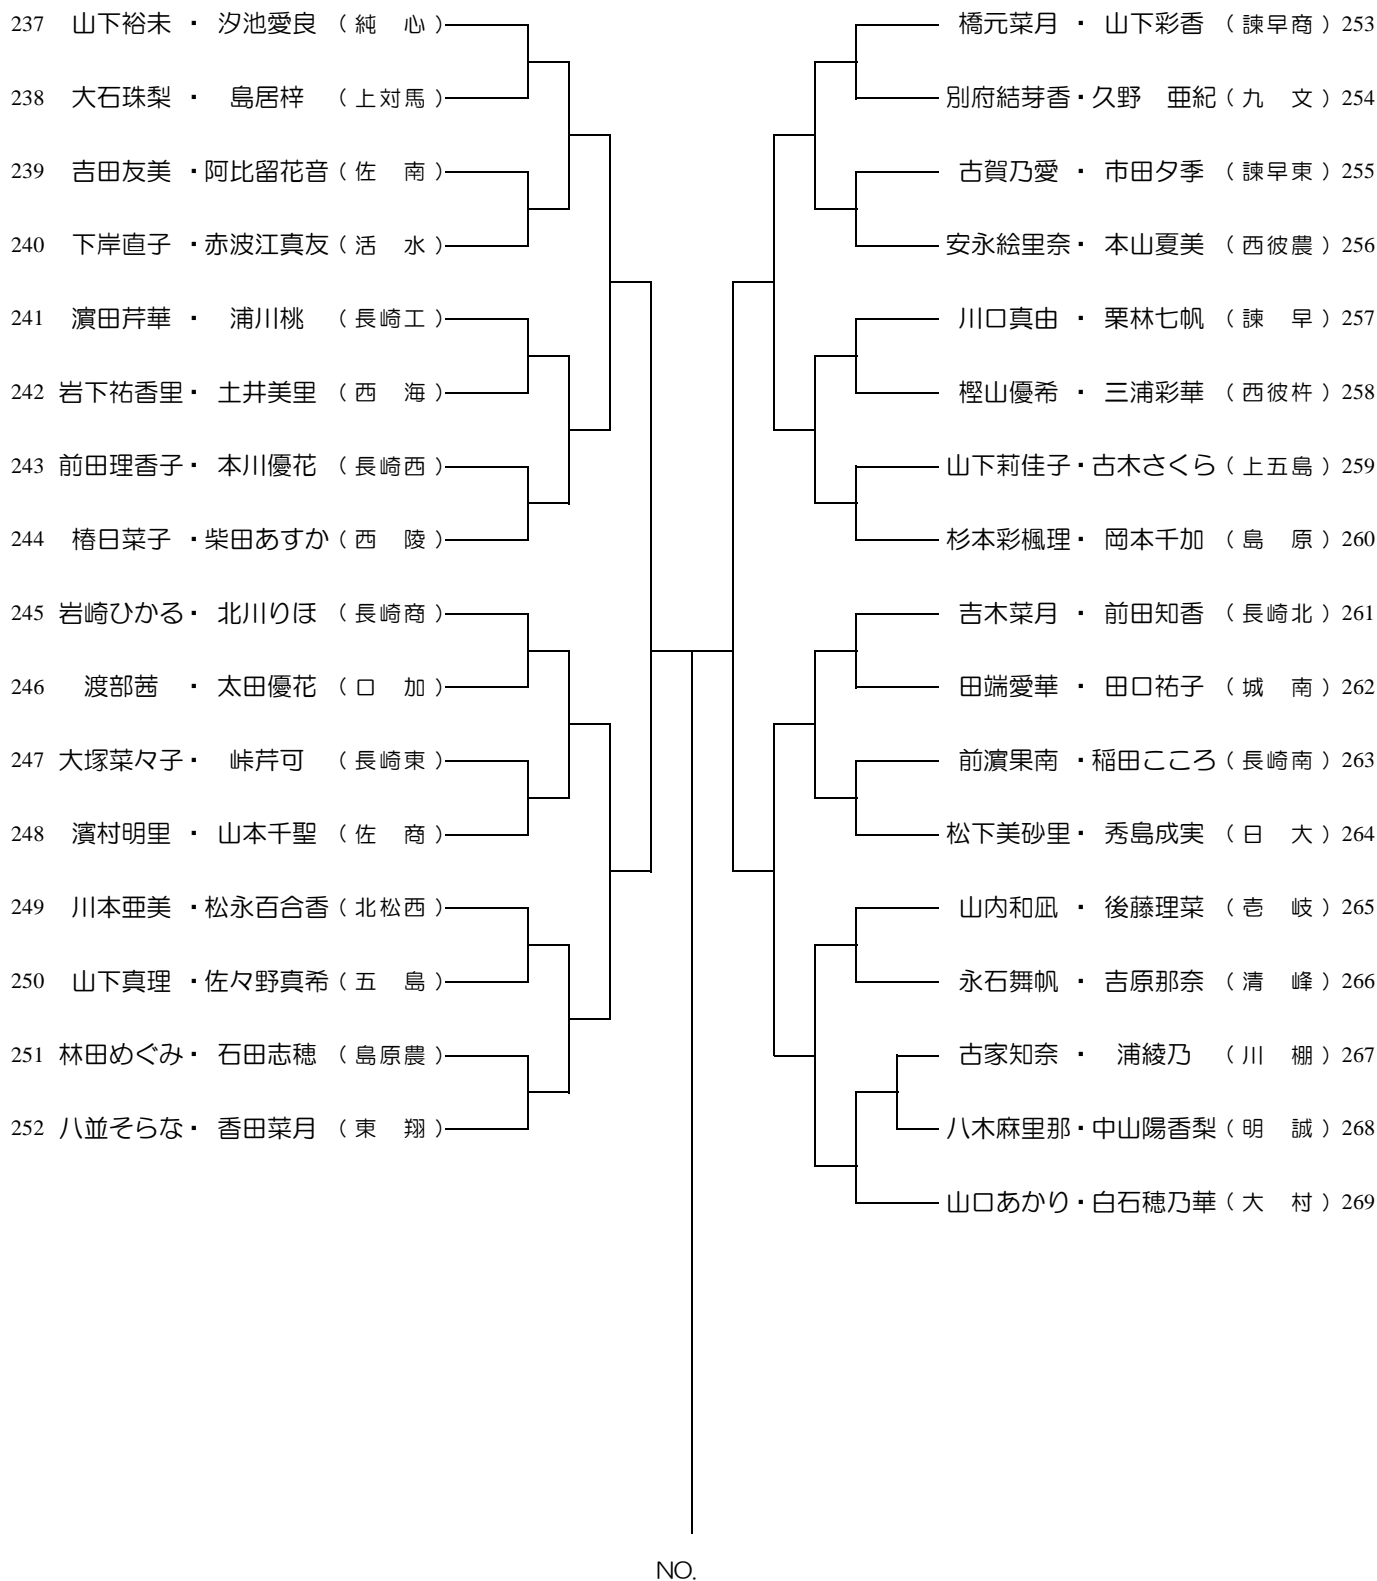 237 山下裕未 ・ 汐池愛良 （ 純　心 ）
238 大石珠梨 ・ 島居梓 （ 上対馬 ）
239 吉田友美 ・ 阿比留花音 （ 佐　南 ）
240 下岸直子 ・ 赤波江真友 （ 活　水 ）
241 濵田芹華 ・ 浦川桃 （ 長崎工 ）
242 岩下祐香里 ・ 土井美里 （ 西　海 ）
243 前田理香子 ・ 本川優花 （ 長崎西 ）
244 椿日菜子 ・ 柴田あすか （ 西　陵 ）
245 岩崎ひかる ・ 北川りほ （ 長崎商 ）
246 渡部茜 ・ 太田優花 （ 口　加 ）
247 大塚菜々子 ・ 峠芹可 （ 長崎東 ）
248 濵村明里 ・ 山本千聖 （ 佐　商 ）
249 川本亜美 ・ 松永百合香 （ 北松西 ）
250 山下真理 ・ 佐々野真希 （ 五　島 ）
251 林田めぐみ ・ 石田志穂 （ 島原農 ）
252 八並そらな ・ 香田菜月 （ 東　翔 ）
橋元菜月 ・ 山下彩香 （ 諫早商 ） 253
別府結芽香 ・ 久野　亜紀 （ 九　文 ） 254
古賀乃愛 ・ 市田夕季 （ 諫早東 ） 255
安永絵里奈 ・ 本山夏美 （ 西彼農 ） 256
川口真由 ・ 栗林七帆 （ 諫　早 ） 257
樫山優希 ・ 三浦彩華 （ 西彼杵 ） 258
山下莉佳子 ・ 古木さくら （ 上五島 ） 259
杉本彩楓理 ・ 岡本千加 （ 島　原 ） 260
吉木菜月 ・ 前田知香 （ 長崎北 ） 261
田端愛華 ・ 田口祐子 （ 城　南 ） 262
前濵果南 ・ 稲田こころ （ 長崎南 ） 263
松下美砂里 ・ 秀島成実 （ 日　大 ） 264
山内和凪 ・ 後藤理菜 （ 壱　岐 ） 265
永石舞帆 ・ 吉原那奈 （ 清　峰 ） 266
古家知奈 ・ 浦綾乃 （ 川　棚 ） 267
八木麻里那 ・ 中山陽香梨 （ 明　誠 ） 268
山口あかり ・ 白石穂乃華 （ 大　村 ） 269
NO.